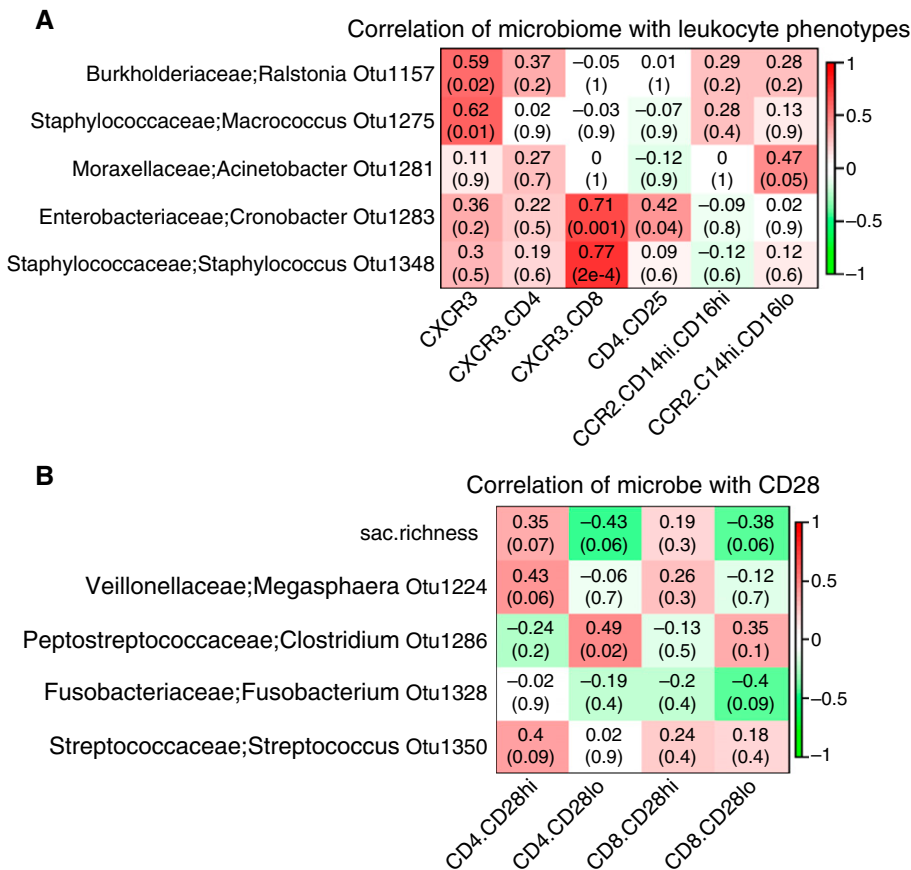 A
Correlation of microbiome with leukocyte phenotypes
Burkholderiaceae;Ralstonia Otu1157 0.59 0.37 −0.05 0.01 0.29 0.28
(0.02) (0.2) (1) (1) (0.2) (0.2)
Staphylococcaceae;Macrococcus Otu1275 0.62 0.02 −0.03 −0.07 0.28 0.13
(0.01) (0.9) (0.9) (0.9) (0.4) (0.9)
Moraxellaceae;Acinetobacter Otu1281 0.11 0.27 0 −0.12 0 0.47
(0.9) (0.7) (1) (0.9) (1) (0.05)
Enterobacteriaceae;Cronobacter Otu1283 0.36 0.22 0.71 0.42 −0.09 0.02
(0.2) (0.5) (0.001) (0.04) (0.8) (0.9)
Staphylococcaceae;Staphylococcus Otu1348 0.3 0.19 0.77 0.09 −0.12 0.12
(0.5) (0.6) (2e-4) (0.6) (0.6) (0.6)
1
0.5
0
−0.5
−1
CXCR3
CXCR3.CD4
CXCR3.CD8
CD4.CD25
CCR2.CD14hi.CD16hi
CCR2.C14hi.CD16lo
B
Correlation of microbe with CD28
sac.richness 0.35 −0.43 0.19 −0.38
(0.07) (0.06) (0.3) (0.06)
Veillonellaceae;Megasphaera Otu1224 0.43 −0.06 0.26 −0.12
(0.06) (0.7) (0.3) (0.7)
Peptostreptococcaceae;Clostridium Otu1286 −0.24 0.49 −0.13 0.35
(0.2) (0.02) (0.5) (0.1)
Fusobacteriaceae;Fusobacterium Otu1328 −0.02 −0.19 −0.2 −0.4
(0.9) (0.4) (0.4) (0.09)
Streptococcaceae;Streptococcus Otu1350 0.4 0.02 0.24 0.18
(0.09) (0.9) (0.4) (0.4)
1
0.5
0
−0.5
−1
CD4.CD28hi
CD4.CD28lo
CD8.CD28hi
CD8.CD28lo